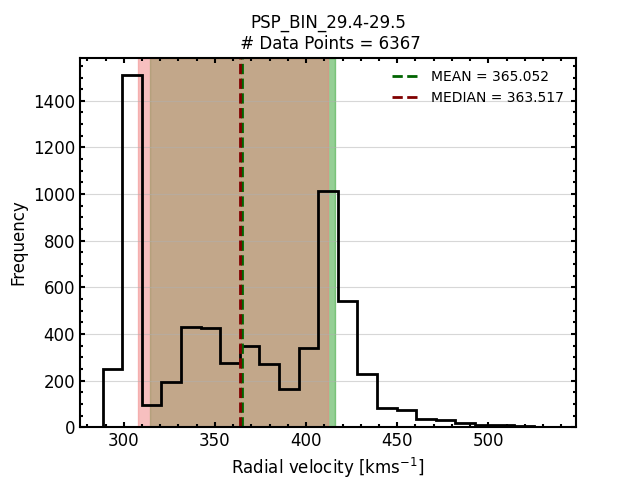 PSP_BIN_29.4-29.5
# Data Points = 6367
MEAN = 365.052
MEDIAN = 363.517
1400
1200
1000
800
600
400
200
0
Frequency
300 350 400 450 500
Radial velocity [kms⁻¹]